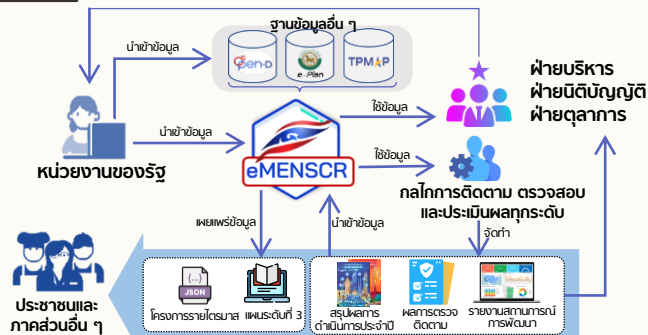 ฐานข้อมูลอื่น ๆ
นำเข้าข้อมูล
Open-D
e-Plan
TPMAP
ฝ่ายบริหาร
ฝ่ายนิติบัญญัติ
ฝ่ายตุลาการ
ใช้ข้อมูล
นำเข้าข้อมูล
ใช้ข้อมูล
หน่วยงานของรัฐ
eMENSCR
กลไกการติดตาม ตรวจสอบ
และประเมินผลทุกระดับ
เผยแพร่ข้อมูล
นำเข้าข้อมูล
จัดทำ
{...}
JSON
โครงการรายไตรมาส
แผนระดับที่ 3
สรุปผลการ
ดำเนินการประจำปี
ผลการตรวจ
ติดตาม
รายงานสถานการณ์
การพัฒนา
ประชาชนและ
ภาคส่วนอื่น ๆ